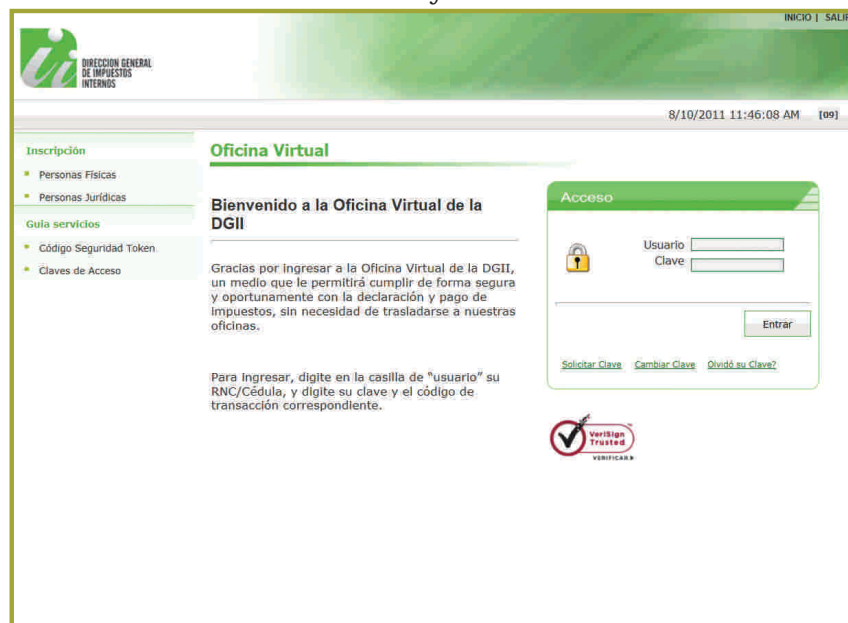 INICIO | SALIR
DIRECCION GENERAL
DE IMPUESTOS
INTERNOS
8/10/2011 11:46:08 AM [09]
Inscripción
Personas Físicas
Personas Jurídicas
Guía servicios
Código Seguridad Token
Claves de Acceso
Oficina Virtual
Bienvenido a la Oficina Virtual de la
DGII
Gracias por ingresar a la Oficina Virtual de la DGII,
un medio que le permitirá cumplir de forma segura
y oportunamente con la declaración y pago de
impuestos, sin necesidad de trasladarse a nuestras
oficinas.
Para ingresar, digite en la casilla de "usuario" su
RNC/Cédula, y digite su clave y el código de
transacción correspondiente.
Acceso
Usuario
Clave
Entrar
Solicitar Clave Cambiar Clave Olvidó su Clave?
VeriSign
Trusted
VERIFICAR